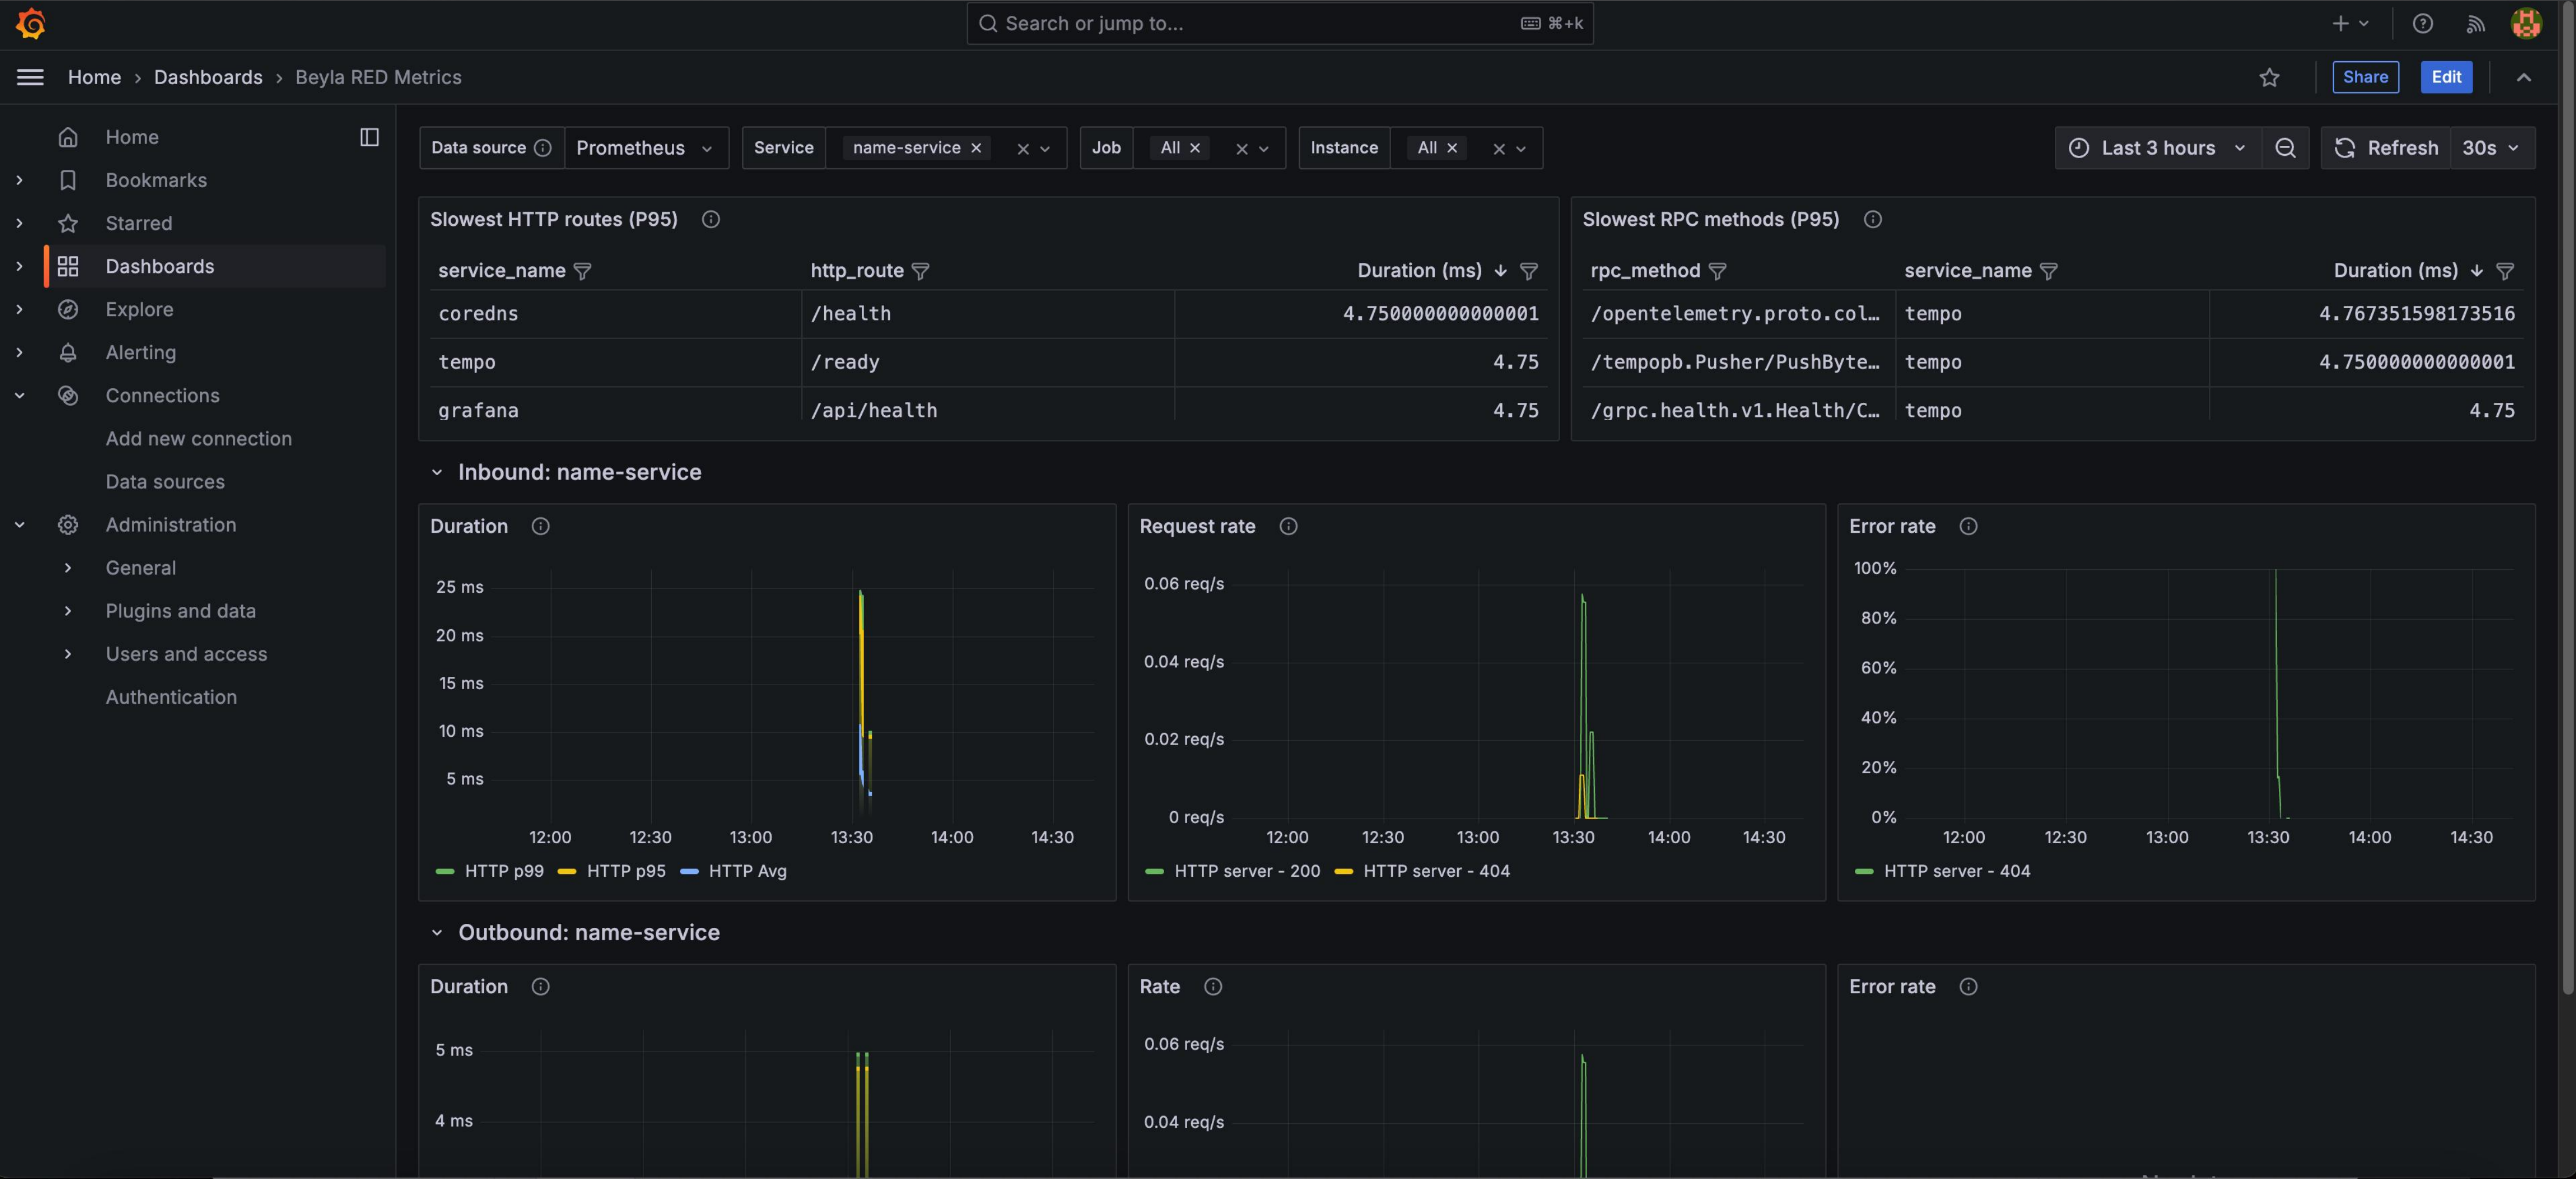 Search or jump to...
⌘+k
Home › Dashboards › Beyla RED Metrics
Share
Edit
Home
Bookmarks
Starred
Dashboards
Explore
Alerting
Connections
Add new connection
Data sources
Administration
General
Plugins and data
Users and access
Authentication
Data source Prometheus Service name-service Job All Instance All
Last 3 hours Refresh 30s
Slowest HTTP routes (P95)
service_name http_route Duration (ms)
coredns /health 4.750000000000001
tempo /ready 4.75
grafana /api/health 4.75
Slowest RPC methods (P95)
rpc_method service_name Duration (ms)
/opentelemetry.proto.col… tempo 4.767351598173516
/tempopb.Pusher/PushByte… tempo 4.750000000000001
/grpc.health.v1.Health/C… tempo 4.75
Inbound: name-service
Duration
25 ms
20 ms
15 ms
10 ms
5 ms
12:00 12:30 13:00 13:30 14:00 14:30
HTTP p99 HTTP p95 HTTP Avg
Request rate
0.06 req/s
0.04 req/s
0.02 req/s
0 req/s
12:00 12:30 13:00 13:30 14:00 14:30
HTTP server - 200 HTTP server - 404
Error rate
100%
80%
60%
40%
20%
0%
12:00 12:30 13:00 13:30 14:00 14:30
HTTP server - 404
Outbound: name-service
Duration
5 ms
4 ms
Rate
0.06 req/s
0.04 req/s
Error rate